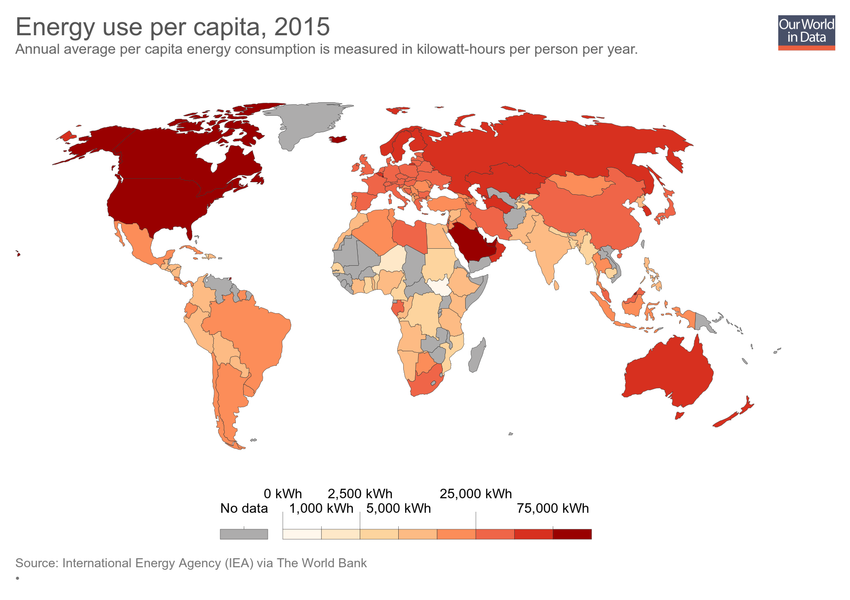 Energy use per capita, 2015
Annual average per capita energy consumption is measured in kilowatt-hours per person per year.
Our World
in Data
0 kWh 2,500 kWh 25,000 kWh
No data 1,000 kWh 5,000 kWh 75,000 kWh
Source: International Energy Agency (IEA) via The World Bank
•